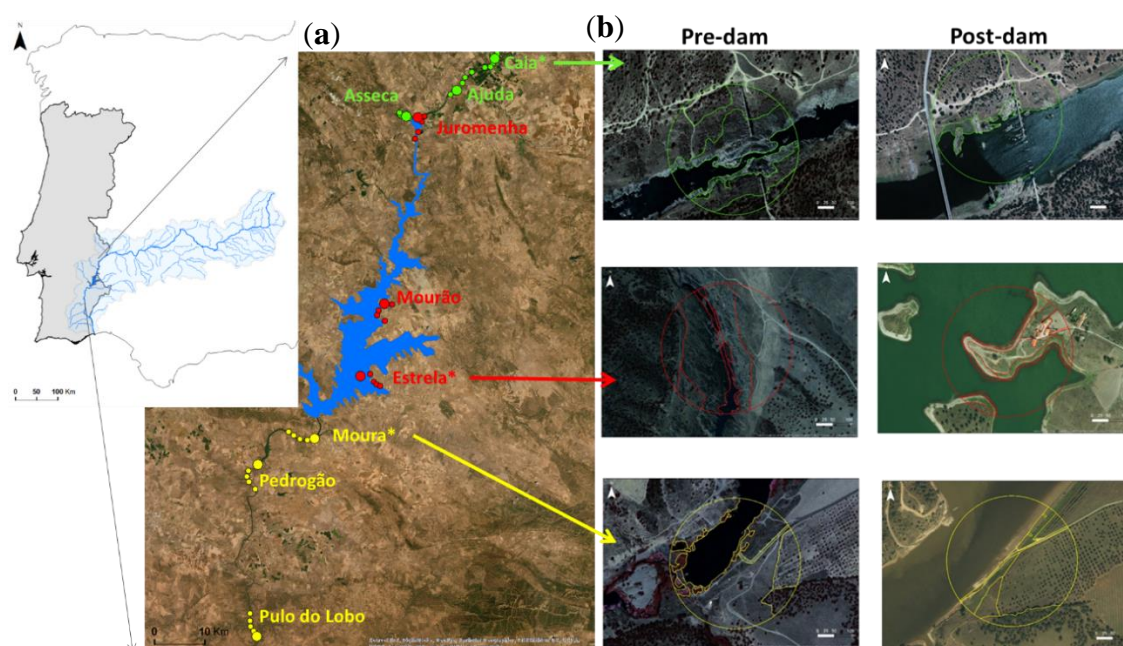 N
(a)
(b)
Pre-dam
Post-dam
Caia*
Ajuda
Asseca
Juromenha
Mourão
Estrela*
Moura*
Pedrogão
Pulo do Lobo
0 50 100 Km
0 10 Km